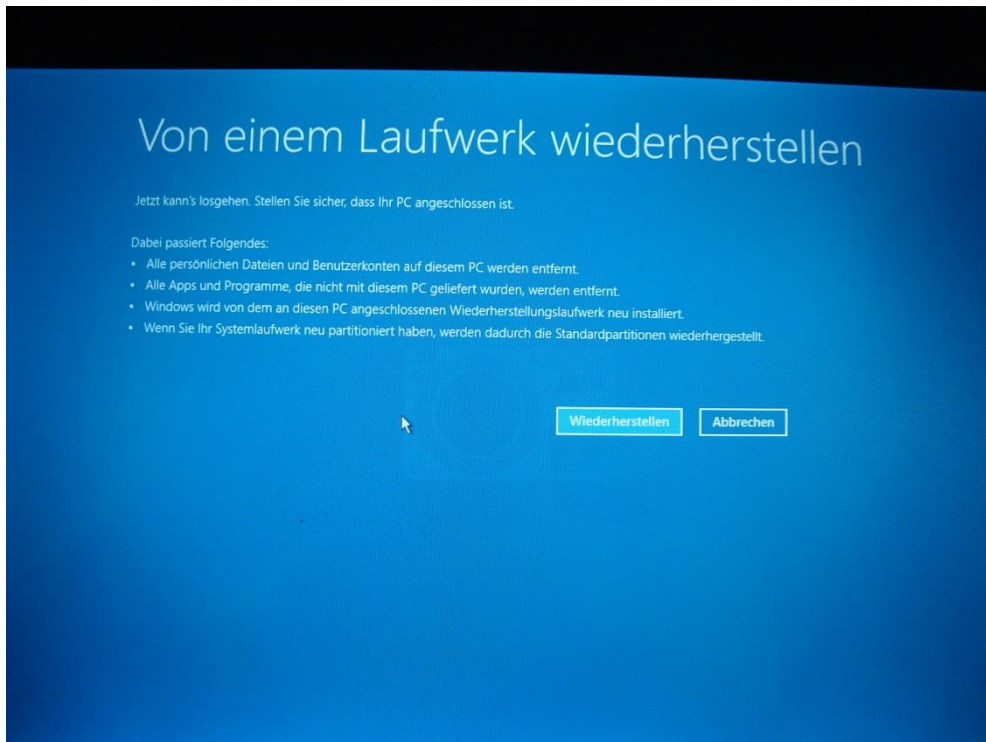 Von einem Laufwerk wiederherstellen
Jetzt kann's losgehen. Stellen Sie sicher, dass Ihr PC angeschlossen ist.
Dabei passiert Folgendes:
• Alle persönlichen Dateien und Benutzerkonten auf diesem PC werden entfernt.
• Alle Apps und Programme, die nicht mit diesem PC geliefert wurden, werden entfernt.
• Windows wird von dem an diesen PC angeschlossenen Wiederherstellungslaufwerk neu installiert.
• Wenn Sie Ihr Systemlaufwerk neu partitioniert haben, werden dadurch die Standardpartitionen wiederhergestellt.
Wiederherstellen Abbrechen